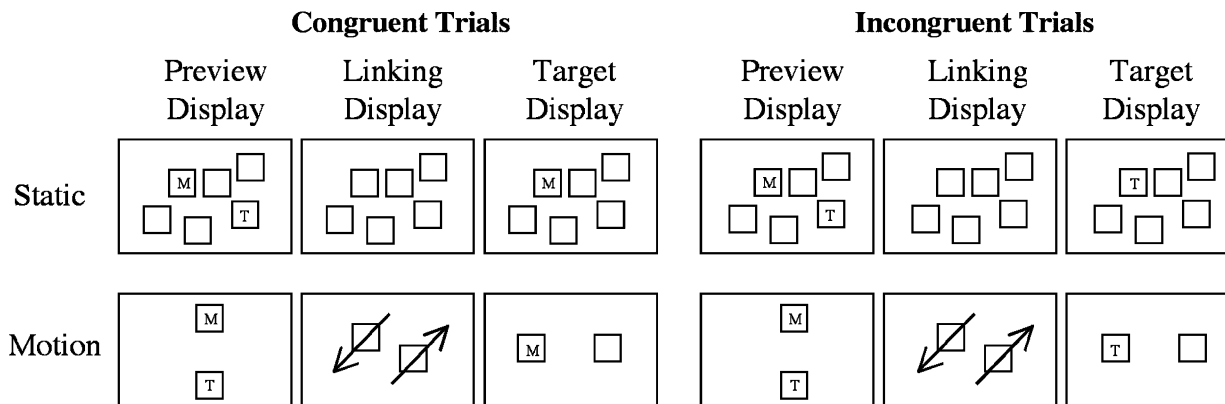 Congruent Trials
Incongruent Trials
Preview Display
Linking Display
Target Display
Preview Display
Linking Display
Target Display
Static
M
T
M
M
T
T
Motion
M
T
M
M
T
T